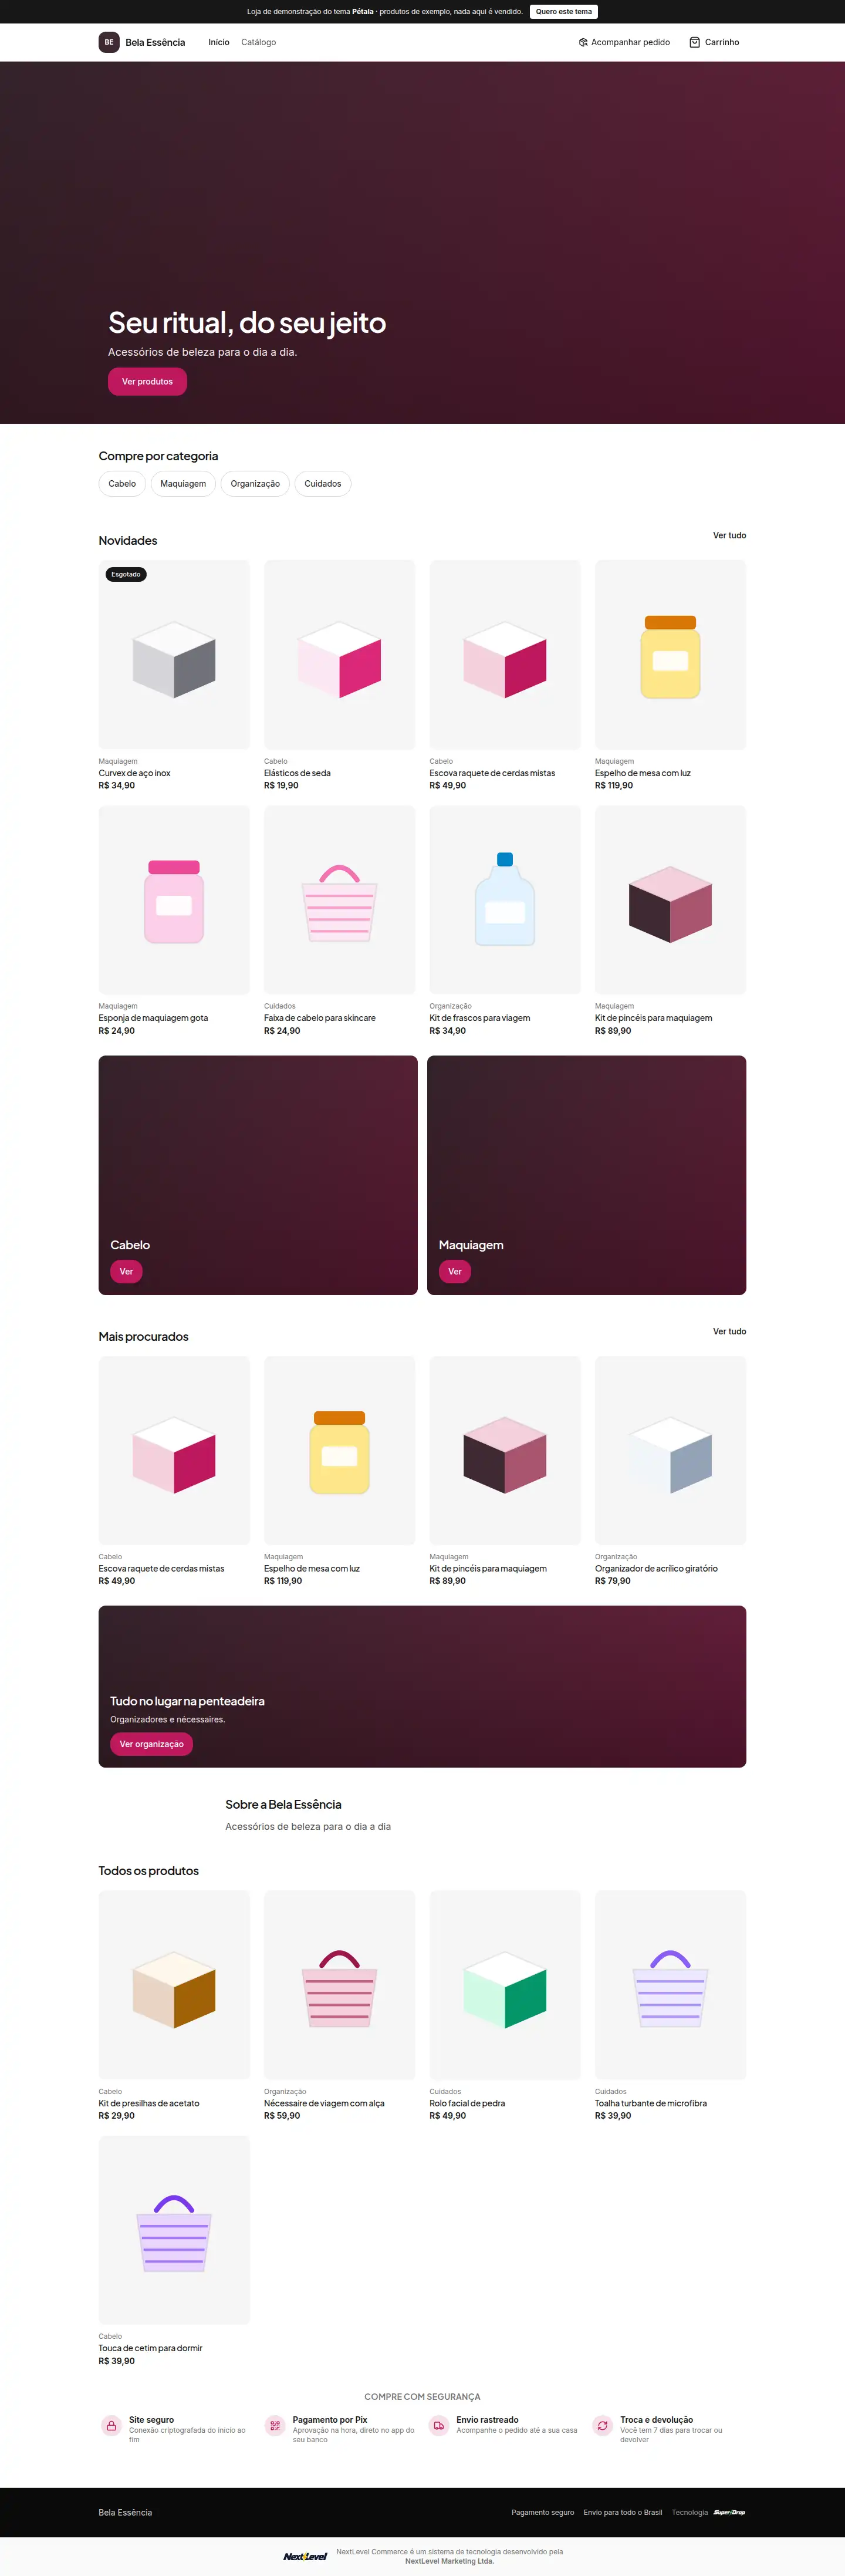 Loja de demonstração do tema Pétala · produtos de exemplo, nada aqui é vendido. Quero este tema
BE Bela Essência Início Catálogo Acompanhar pedido Carrinho
Seu ritual, do seu jeito
Acessórios de beleza para o dia a dia.
Ver produtos
Compre por categoria
Cabelo Maquiagem Organização Cuidados
Novidades Ver tudo
Esgotado
Maquiagem Cabelo Cabelo Maquiagem
Curvex de aço inox Elásticos de seda Escova raquete de cerdas mistas Espelho de mesa com luz
R$ 34,90 R$ 19,90 R$ 49,90 R$ 119,90
Maquiagem Cuidados Organização Maquiagem
Esponja de maquiagem gota Faixa de cabelo para skincare Kit de frascos para viagem Kit de pincéis para maquiagem
R$ 24,90 R$ 24,90 R$ 34,90 R$ 89,90
Cabelo Maquiagem
Ver Ver
Mais procurados Ver tudo
Cabelo Maquiagem Maquiagem Organização
Escova raquete de cerdas mistas Espelho de mesa com luz Kit de pincéis para maquiagem Organizador de acrílico giratório
R$ 49,90 R$ 119,90 R$ 89,90 R$ 79,90
Tudo no lugar na penteadeira
Organizadores e nécessaires.
Ver organização
Sobre a Bela Essência
Acessórios de beleza para o dia a dia
Todos os produtos
Cabelo Organização Cuidados Cuidados
Kit de presilhas de acetato Nécessaire de viagem com alça Rolo facial de pedra Toalha turbante de microfibra
R$ 29,90 R$ 59,90 R$ 49,90 R$ 39,90
Cabelo
Touca de cetim para dormir
R$ 39,90
COMPRE COM SEGURANÇA
Site seguro Pagamento por Pix Envio rastreado Troca e devolução
Conexão criptografada do início ao fim Aprovação na hora, direto no app do seu banco Acompanhe o pedido até a sua casa Você tem 7 dias para trocar ou devolver
Bela Essência Pagamento seguro Envio para todo o Brasil Tecnologia SuperDrop
NextLevel NextLevel Commerce é um sistema de tecnologia desenvolvido pela
NextLevel Marketing Ltda.